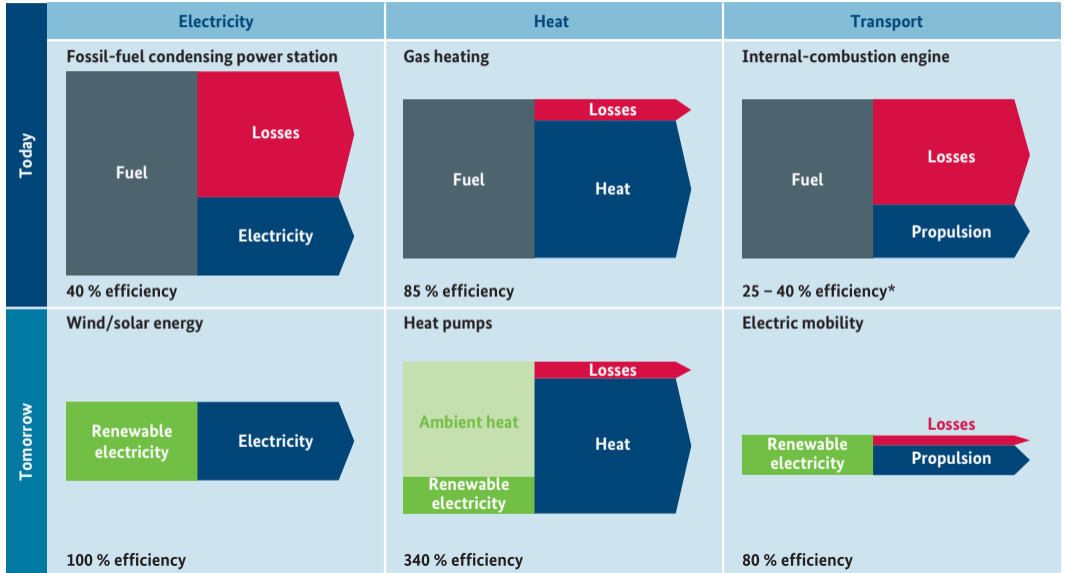 Electricity
Heat
Transport
Today
Fossil-fuel condensing power station
Fuel
Losses
Electricity
40 % efficiency
Gas heating
Fuel
Losses
Heat
85 % efficiency
Internal-combustion engine
Fuel
Losses
Propulsion
25 – 40 % efficiency*
Tomorrow
Wind/solar energy
Renewable
electricity
Electricity
100 % efficiency
Heat pumps
Ambient heat
Renewable
electricity
Losses
Heat
340 % efficiency
Electric mobility
Renewable
electricity
Losses
Propulsion
80 % efficiency